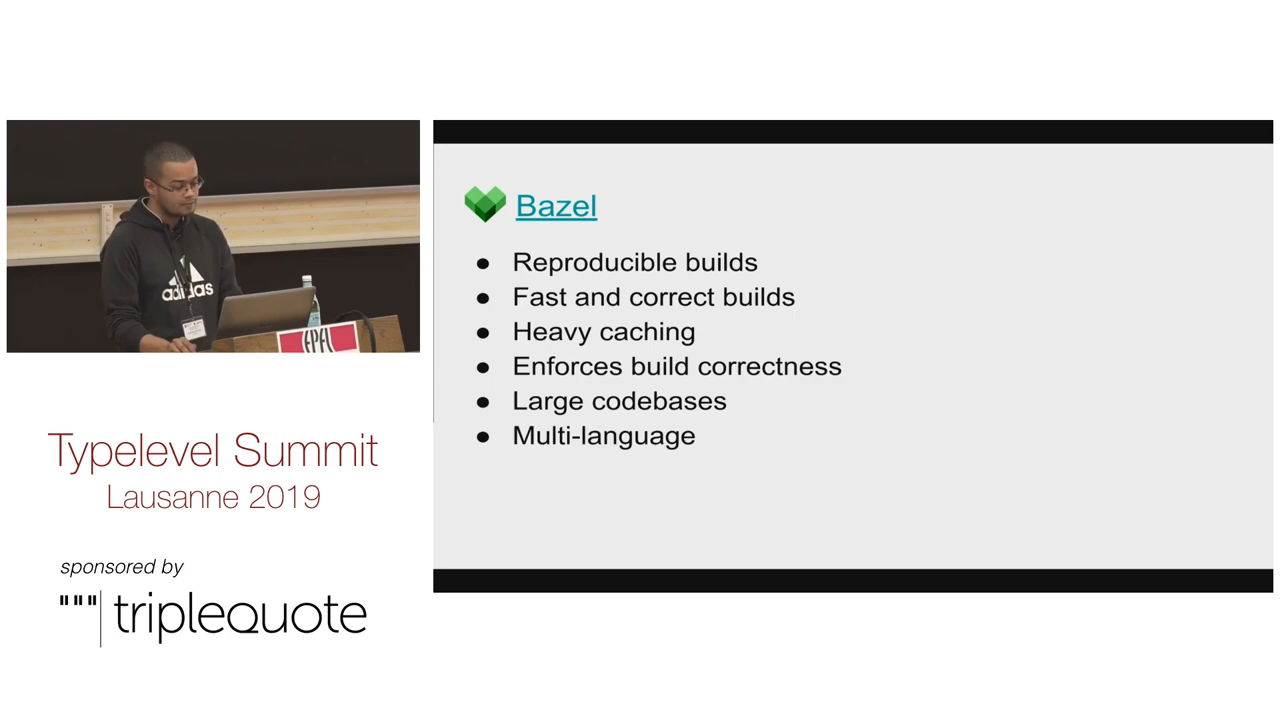 adidas
EPFL
Typelevel Summit
Lausanne 2019
sponsored by
triplequote
Bazel
● Reproducible builds
● Fast and correct builds
● Heavy caching
● Enforces build correctness
● Large codebases
● Multi-language